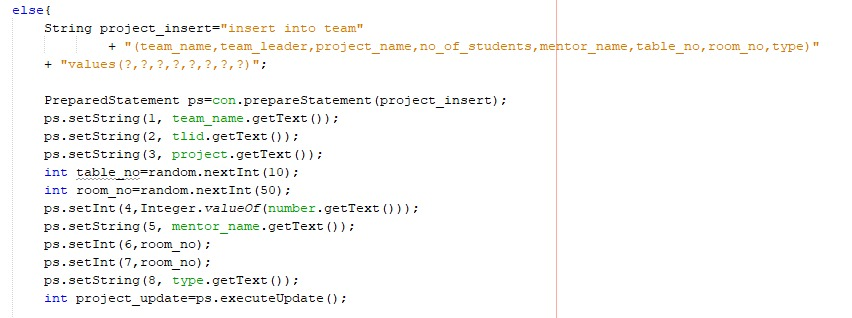 else{
String project_insert="insert into team"
+ "(team_name,team_leader,project_name,no_of_students,mentor_name,table_no,room_no,type)"
+ "values(?,?,?,?,?,?,?,?)";
PreparedStatement ps=con.prepareStatement(project_insert);
ps.setString(1, team_name.getText());
ps.setString(2, tlid.getText());
ps.setString(3, project.getText());
int table_no=random.nextInt(10);
int room_no=random.nextInt(50);
ps.setInt(4,Integer.valueOf(number.getText()));
ps.setString(5, mentor_name.getText());
ps.setInt(6,room_no);
ps.setInt(7,room_no);
ps.setString(8, type.getText());
int project_update=ps.executeUpdate();